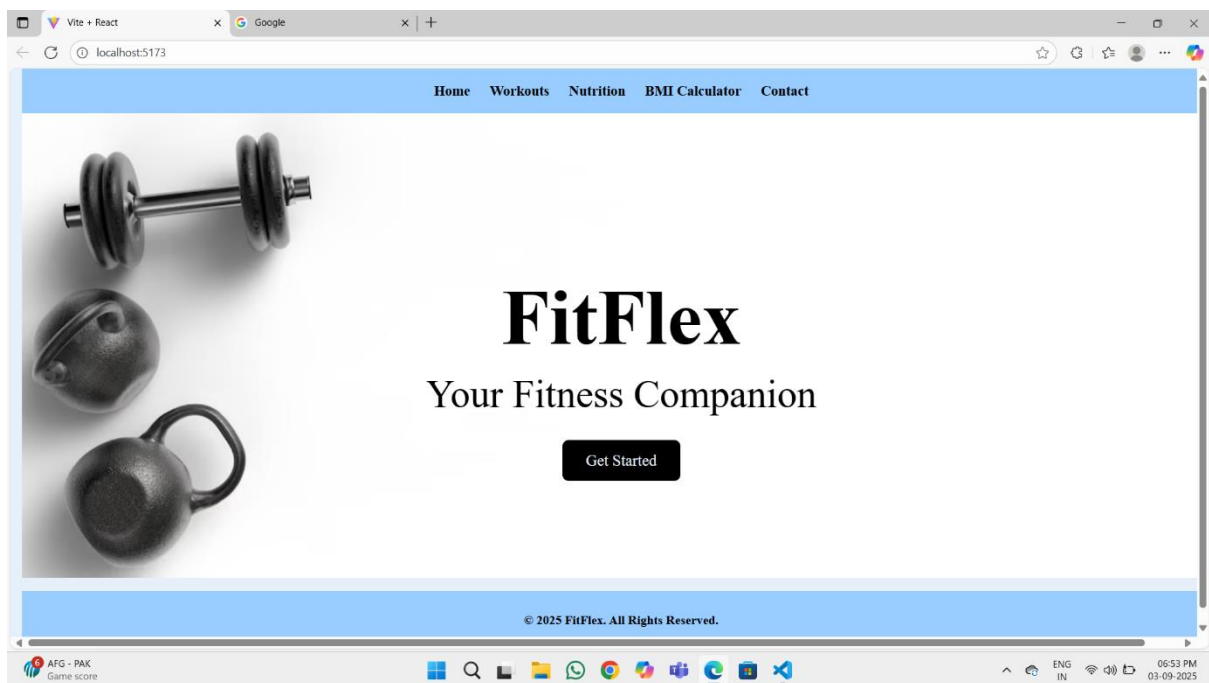 Vite + React Google
localhost:5173
Home Workouts Nutrition BMI Calculator Contact
FitFlex
Your Fitness Companion
Get Started
© 2025 FitFlex. All Rights Reserved.
6
AFG - PAK
Game score
ENG
IN
06:53 PM
03-09-2025